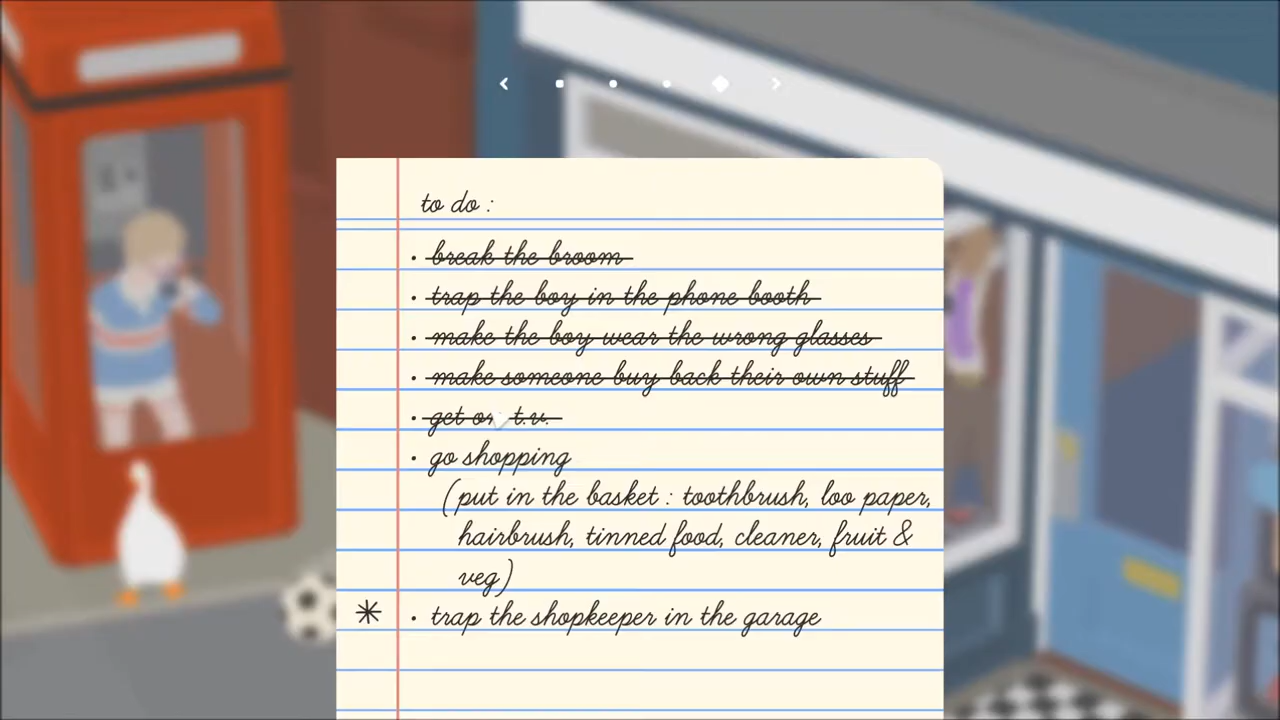 to do :
• break the broom
• trap the boy in the phone booth
• make the boy wear the wrong glasses
• make someone buy back their own stuff
• get on t.v.
• go shopping
(put in the basket : toothbrush, loo paper,
hairbrush, tinned food, cleaner, fruit &
veg)
* • trap the shopkeeper in the garage